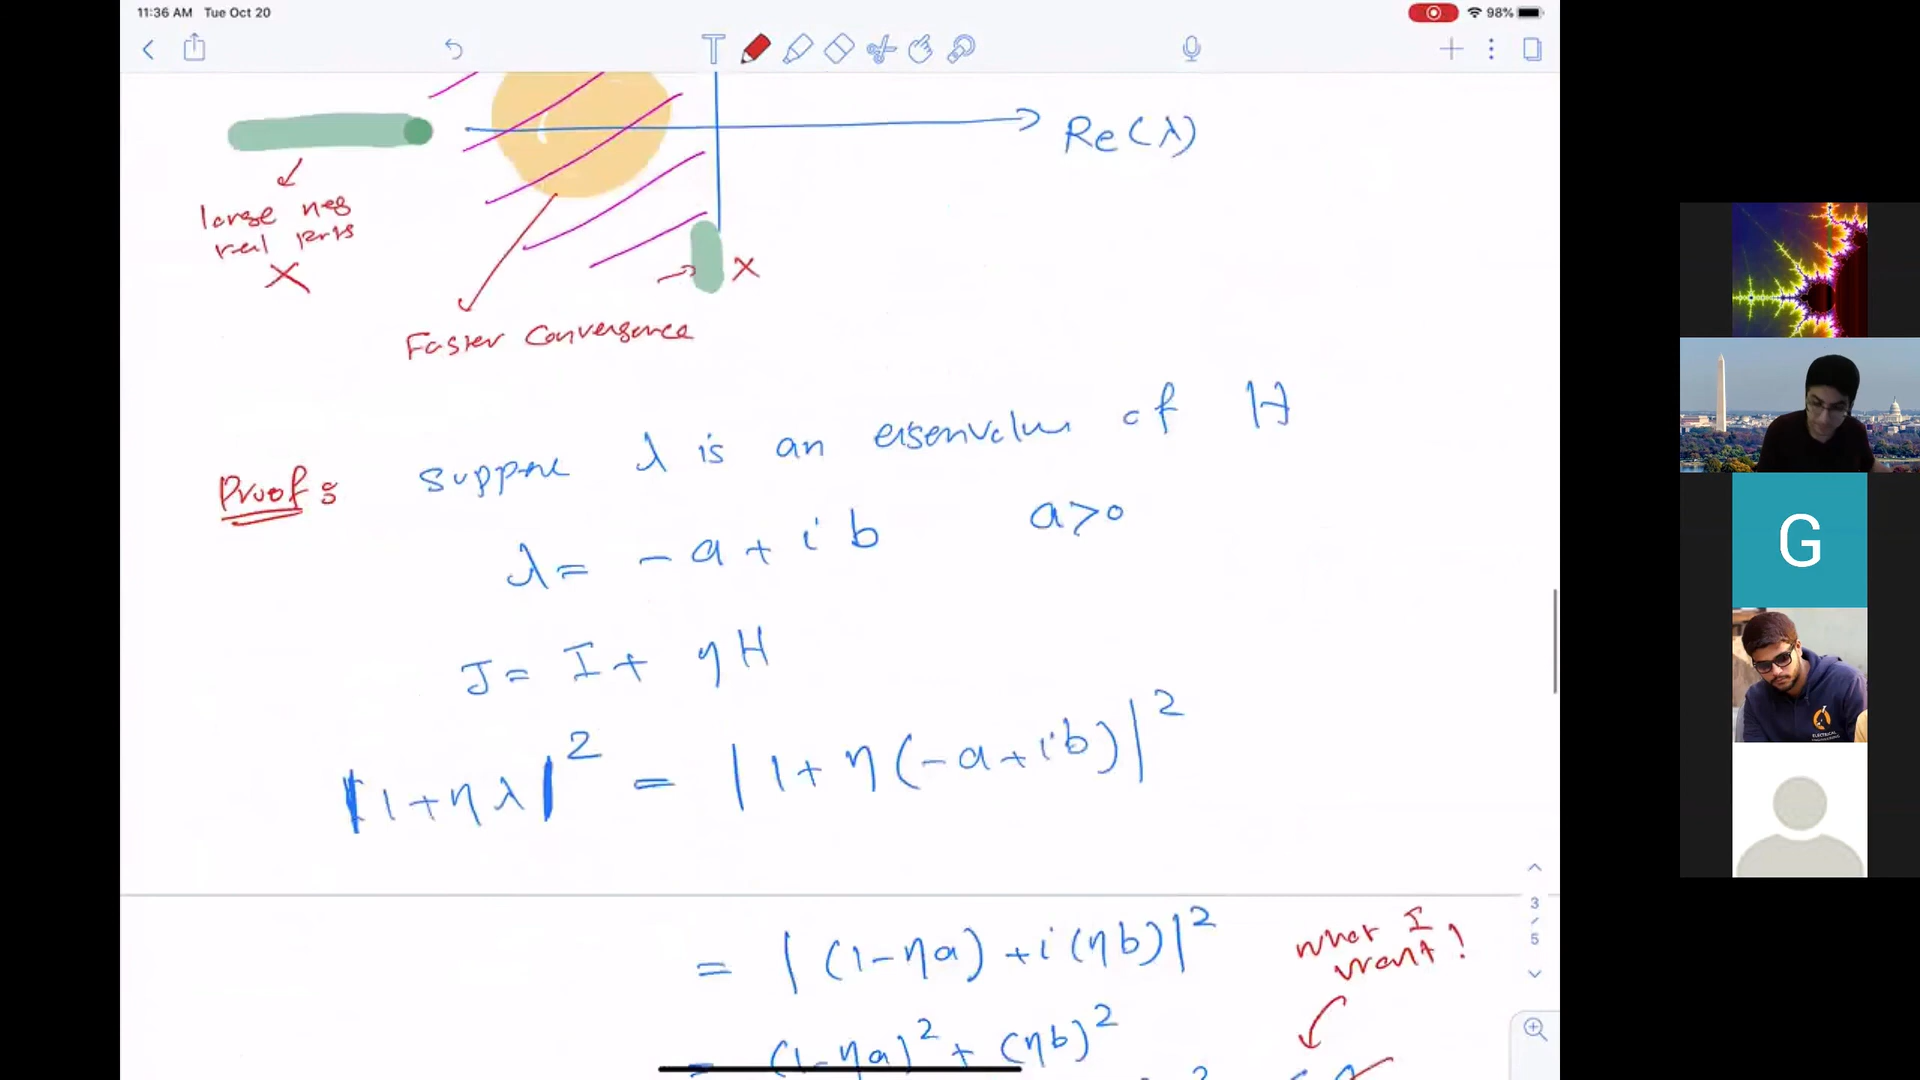 11:36 AM Tue Oct 20
98%
T
Re(λ)
large neg
real parts
X
X
Faster Convergence
Proof:
suppose λ is an eigenvalue of H
λ = -a + i b
a>0
J = I + η H
|1+ηλ|² = |1+η(-a+ib)|²
= |(1-ηa) + i(ηb)|²
what I
want!
= (1-ηa)² + (ηb)²
3
/
5
G